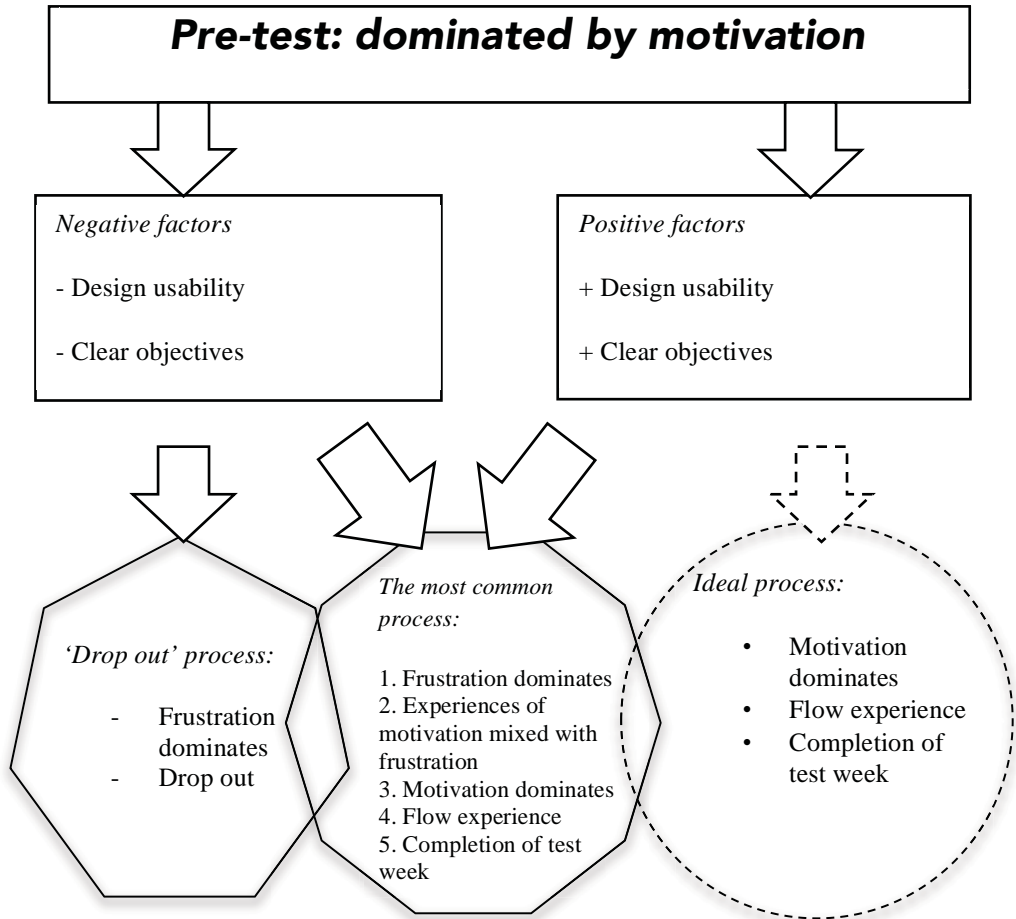 Pre-test: dominated by motivation
Negative factors
- Design usability
- Clear objectives
Positive factors
+ Design usability
+ Clear objectives
‘Drop out’ process:
- Frustration
dominates
- Drop out
The most common
process:
1. Frustration dominates
2. Experiences of
motivation mixed with
frustration
3. Motivation dominates
4. Flow experience
5. Completion of test
week
Ideal process:
• Motivation
dominates
• Flow experience
• Completion of
test week